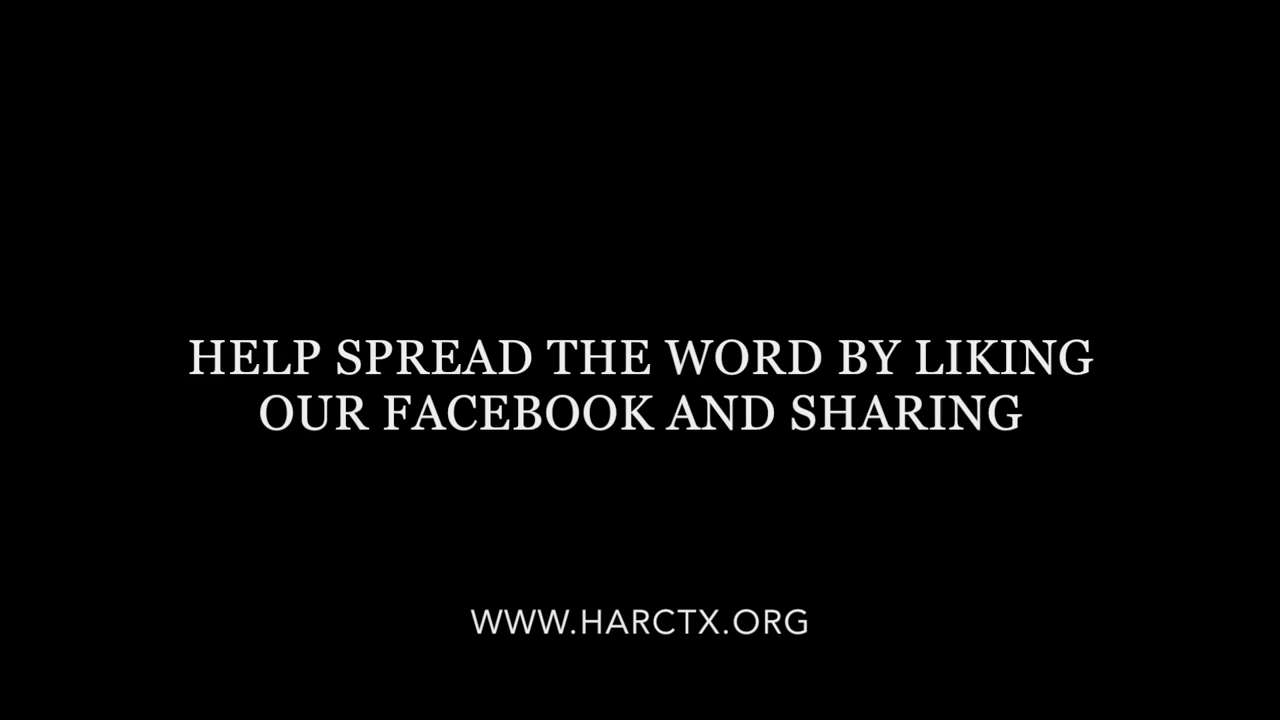 HELP SPREAD THE WORD BY LIKING
OUR FACEBOOK AND SHARING
WWW.HARCTX.ORG